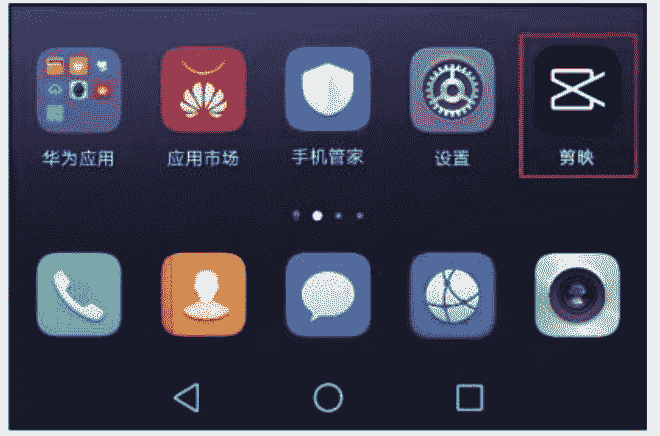 华为应用
应用市场
手机管家
设置
剪映